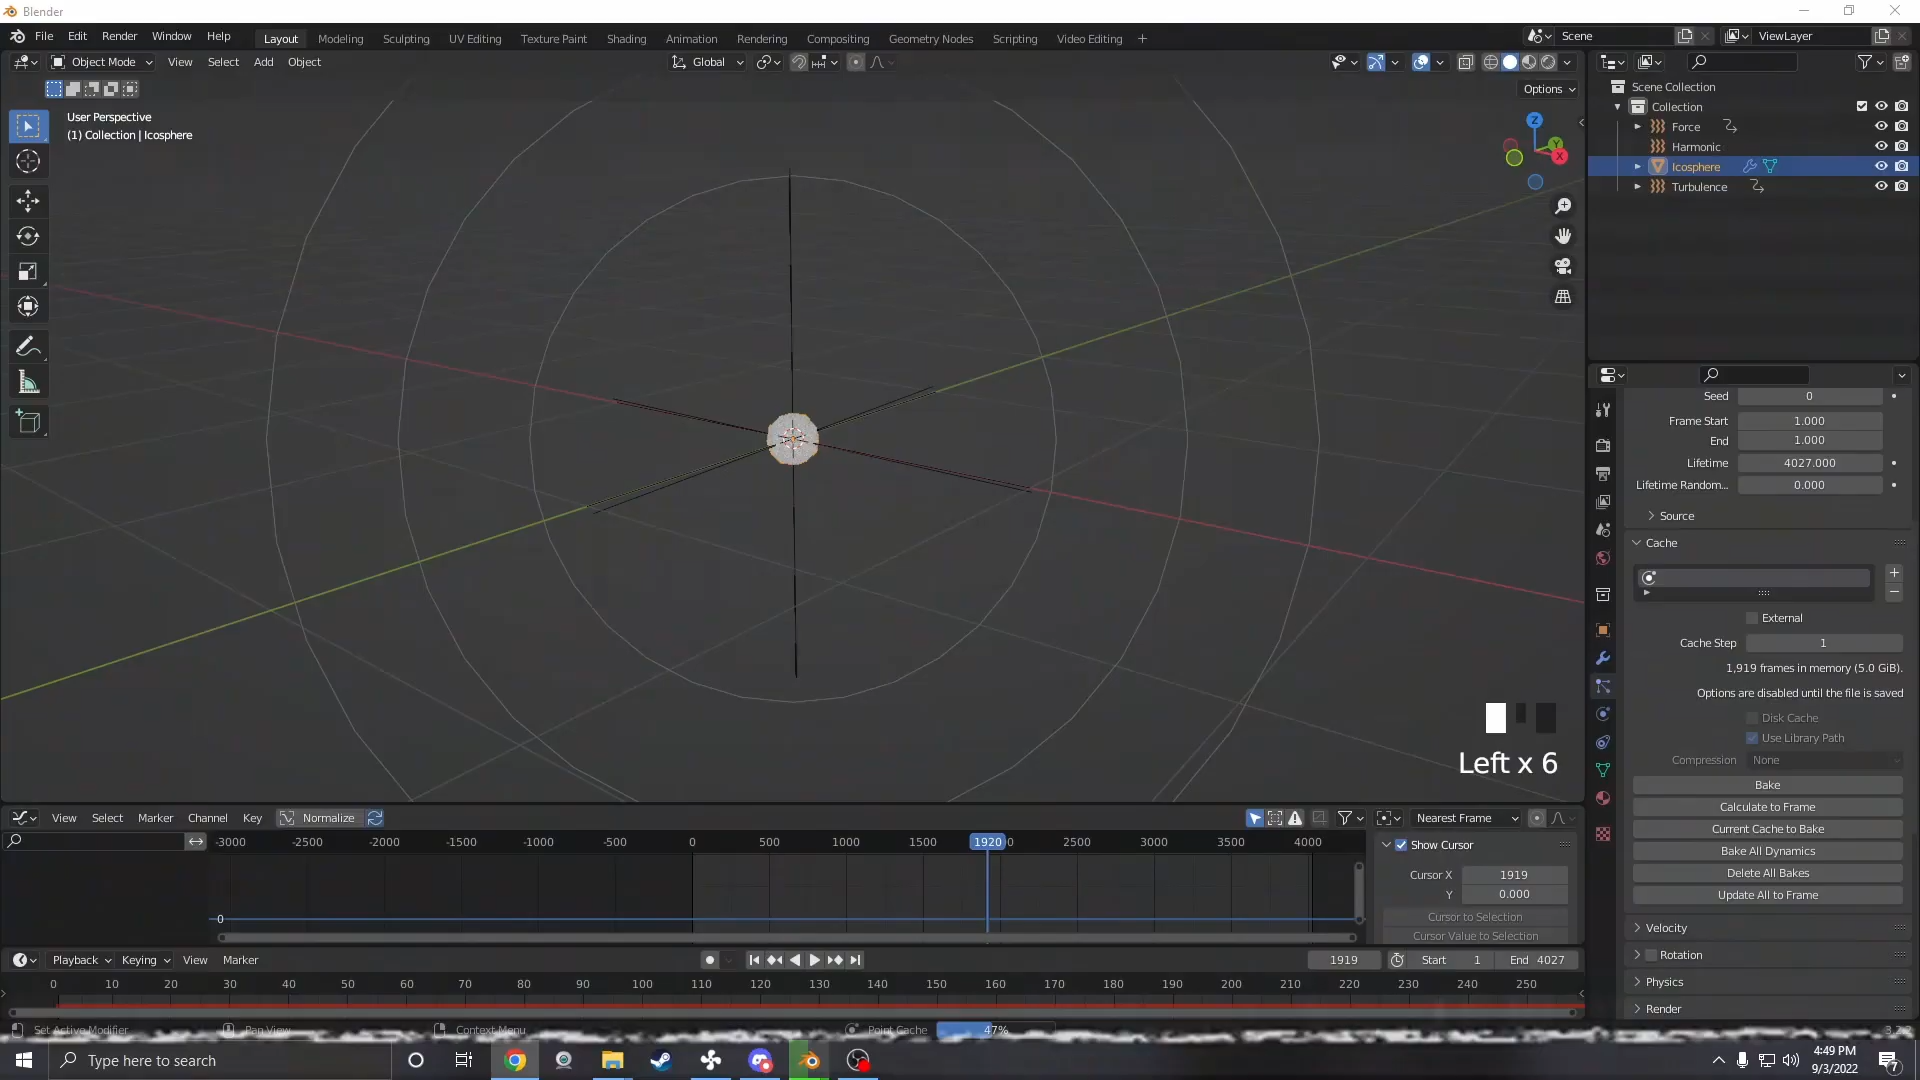 Blender
File Edit Render Window Help
Layout Modeling Sculpting UV Editing Texture Paint Shading Animation Rendering Compositing Geometry Nodes Scripting Video Editing +
Scene ViewLayer
Object Mode View Select Add Object Global
Options
User Perspective
(1) Collection | Icosphere
Z
Y
X
Left x 6
Scene Collection
Collection
Force
Harmonic
Icosphere
Turbulence
Seed 0
Frame Start 1.000
End 1.000
Lifetime 4027.000
Lifetime Random... 0.000
Source
Cache
External
Cache Step 1
1,919 frames in memory (5.0 GiB).
Options are disabled until the file is saved
Disk Cache
Use Library Path
Compression None
Bake
Calculate to Frame
Current Cache to Bake
Bake All Dynamics
Delete All Bakes
Update All to Frame
Velocity
Rotation
Physics
Render
View Select Marker Channel Key Normalize Nearest Frame
-3000 -2500 -2000 -1500 -1000 -500 0 500 1000 1500 1920 0 2500 3000 3500 4000
0
Show Cursor
Cursor X 1919
Y 0.000
Cursor to Selection
Cursor Value to Selection
Playback Keying View Marker 1919 Start 1 End 4027
0 10 20 30 40 50 60 70 80 90 100 110 120 130 140 150 160 170 180 190 200 210 220 230 240 250
Set Active Modifier Pan View Context Menu Point Cache 47% 3.2.2
Type here to search
4:49 PM
9/3/2022
7